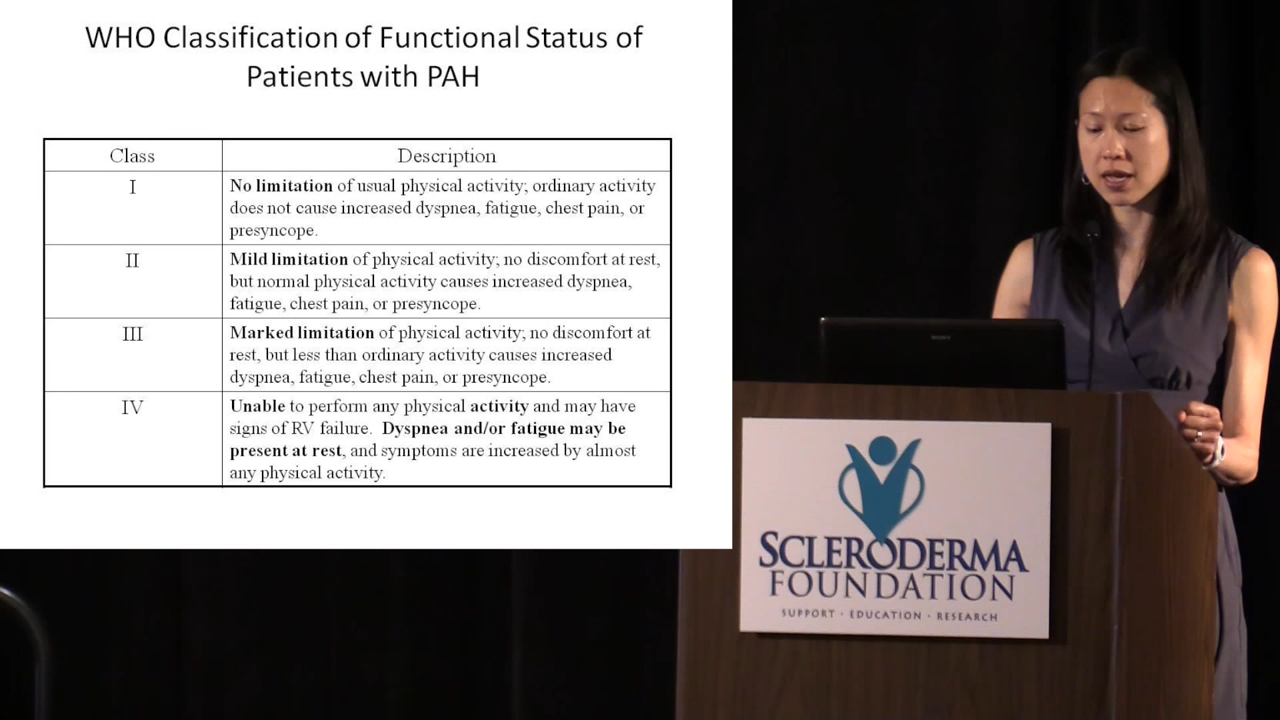 WHO Classification of Functional Status of
Patients with PAH
Class Description
I No limitation of usual physical activity; ordinary activity
does not cause increased dyspnea, fatigue, chest pain, or
presyncope.
II Mild limitation of physical activity; no discomfort at rest,
but normal physical activity causes increased dyspnea,
fatigue, chest pain, or presyncope.
III Marked limitation of physical activity; no discomfort at
rest, but less than ordinary activity causes increased
dyspnea, fatigue, chest pain, or presyncope.
IV Unable to perform any physical activity and may have
signs of RV failure. Dyspnea and/or fatigue may be
present at rest, and symptoms are increased by almost
any physical activity.
SONY
SCLERODERMA
FOUNDATION
SUPPORT · EDUCATION · RESEARCH